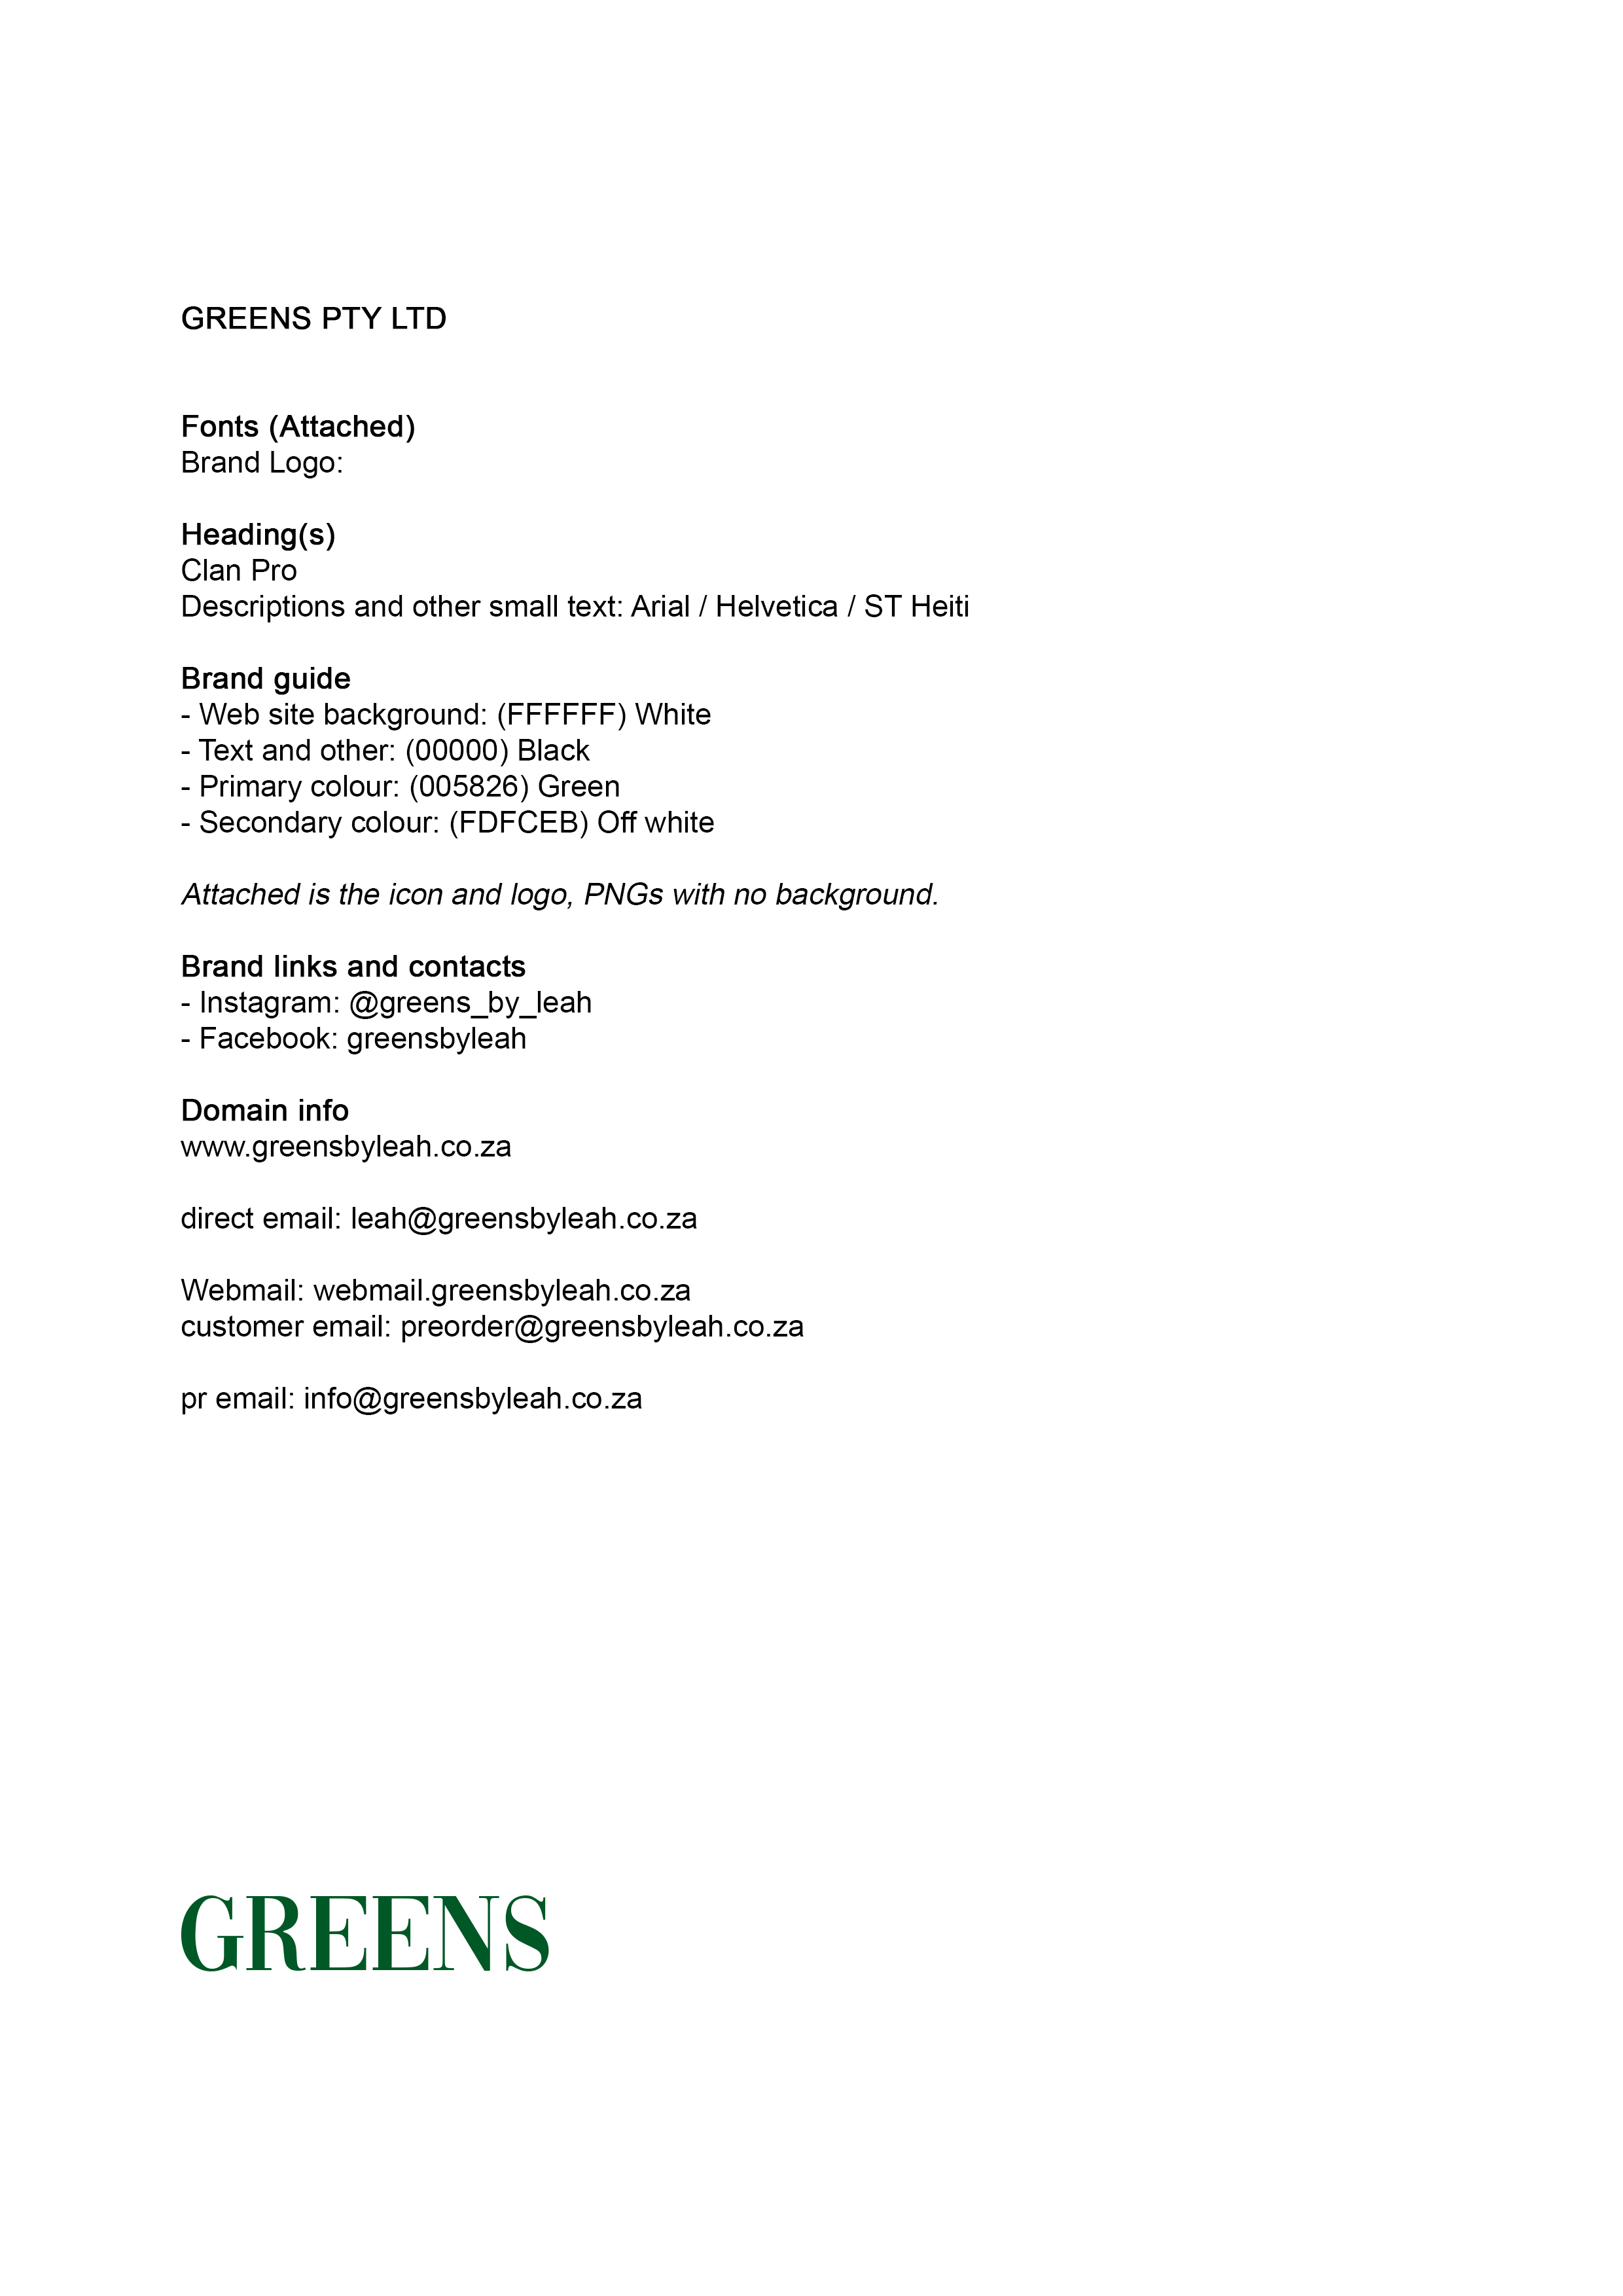 GREENS PTY LTD
Fonts (Attached)
Brand Logo:
Heading(s)
Clan Pro
Descriptions and other small text: Arial / Helvetica / ST Heiti
Brand guide
- Web site background: (FFFFFF) White
- Text and other: (00000) Black
- Primary colour: (005826) Green
- Secondary colour: (FDFCEB) Off white
Attached is the icon and logo, PNGs with no background.
Brand links and contacts
- Instagram: @greens_by_leah
- Facebook: greensbyleah
Domain info
www.greensbyleah.co.za
direct email: leah@greensbyleah.co.za
Webmail: webmail.greensbyleah.co.za
customer email: preorder@greensbyleah.co.za
pr email: info@greensbyleah.co.za
GREENS